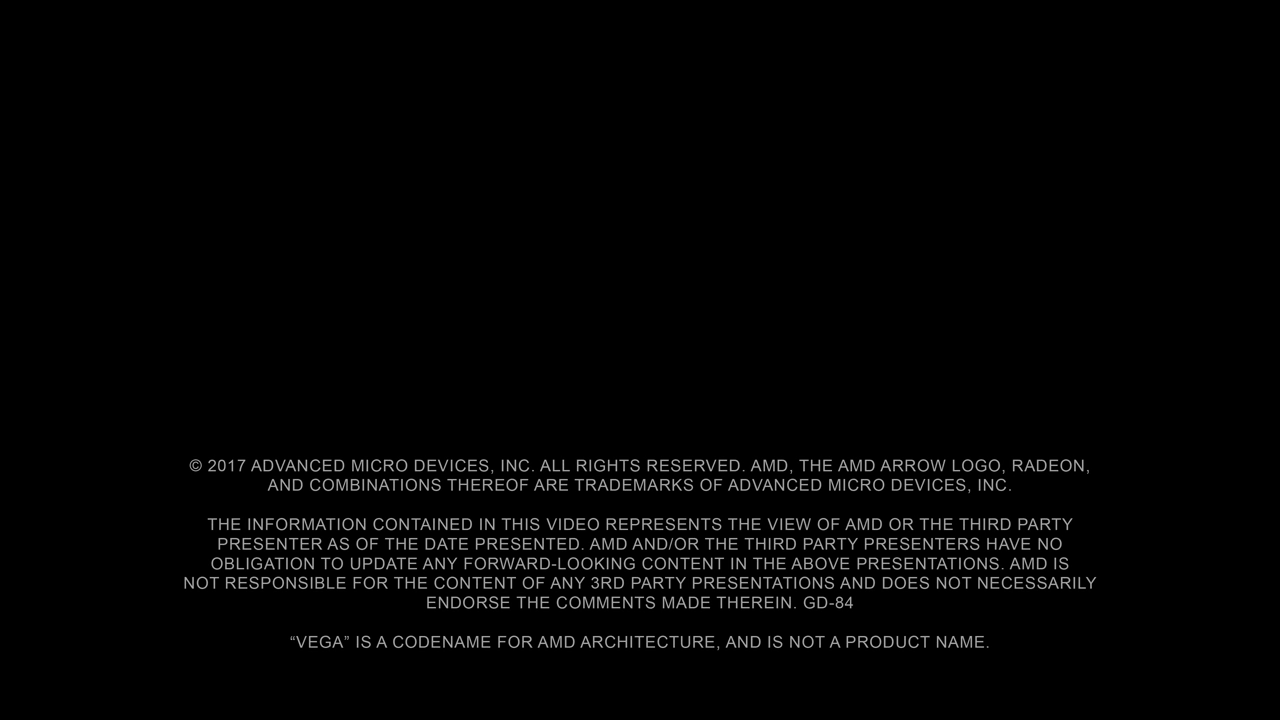 © 2017 ADVANCED MICRO DEVICES, INC. ALL RIGHTS RESERVED. AMD, THE AMD ARROW LOGO, RADEON,
AND COMBINATIONS THEREOF ARE TRADEMARKS OF ADVANCED MICRO DEVICES, INC.
THE INFORMATION CONTAINED IN THIS VIDEO REPRESENTS THE VIEW OF AMD OR THE THIRD PARTY
PRESENTER AS OF THE DATE PRESENTED. AMD AND/OR THE THIRD PARTY PRESENTERS HAVE NO
OBLIGATION TO UPDATE ANY FORWARD-LOOKING CONTENT IN THE ABOVE PRESENTATIONS. AMD IS
NOT RESPONSIBLE FOR THE CONTENT OF ANY 3RD PARTY PRESENTATIONS AND DOES NOT NECESSARILY
ENDORSE THE COMMENTS MADE THEREIN. GD-84
“VEGA” IS A CODENAME FOR AMD ARCHITECTURE, AND IS NOT A PRODUCT NAME.